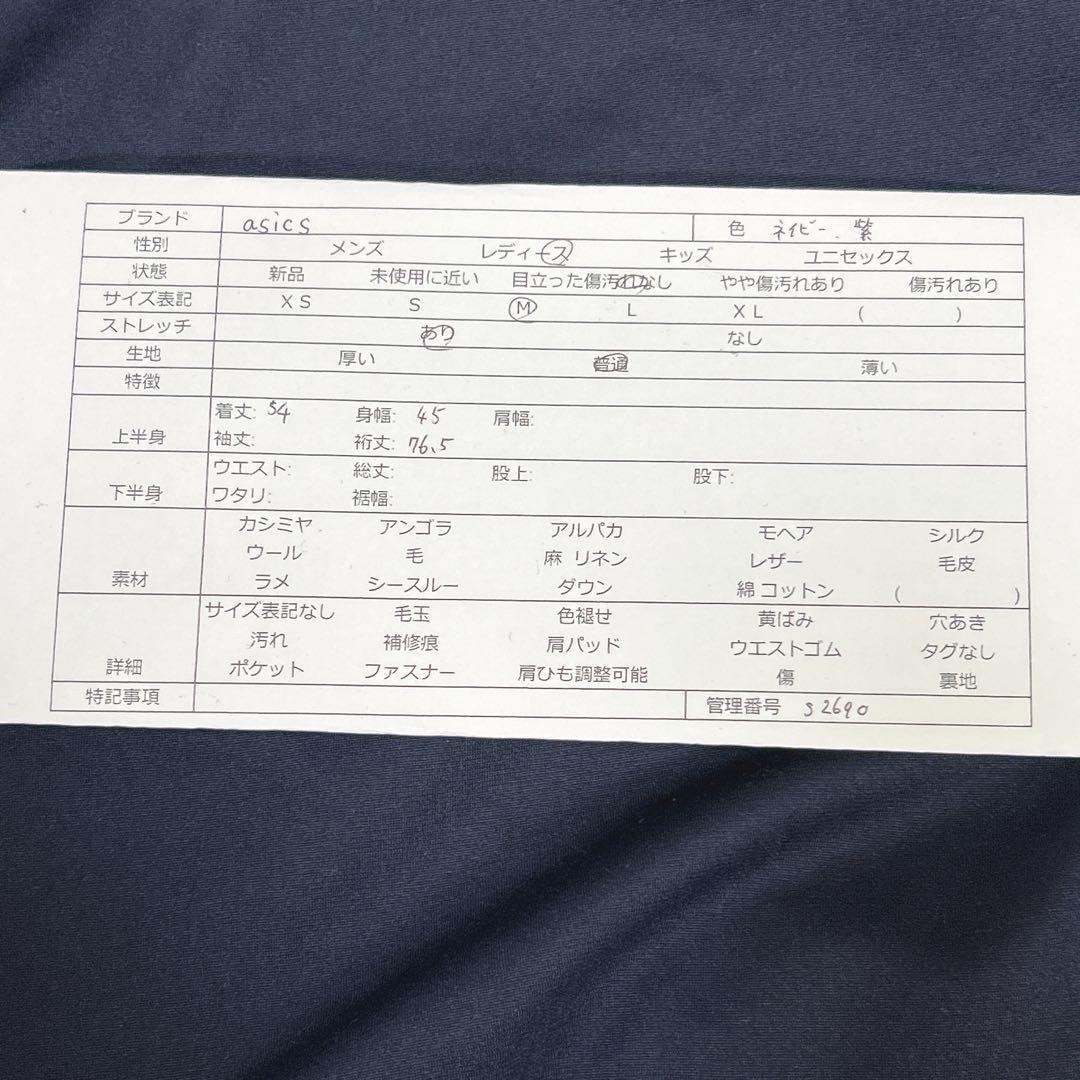 ブランド asics 色 ネイビー、紫
性別 メンズ レディース キッズ ユニセックス
状態 新品 未使用に近い 目立った傷汚れなし やや傷汚れあり 傷汚れあり
サイズ表記 XS S M L XL ( )
ストレッチ あり なし
生地 厚い 普通 薄い
特徴
着丈: 54 身幅: 45 肩幅:
上半身 袖丈: 裄丈: 76.5
ウエスト: 総丈: 股上: 股下:
下半身 ワタリ: 裾幅:
カシミヤ アンゴラ アルパカ モヘア シルク
ウール 毛 麻 リネン レザー 毛皮
素材 ラメ シースルー ダウン 綿 コットン ( )
サイズ表記なし 毛玉 色褪せ 黄ばみ 穴あき
汚れ 補修痕 肩パッド ウエストゴム タグなし
詳細 ポケット ファスナー 肩ひも調整可能 傷 裏地
特記事項 管理番号 s2690